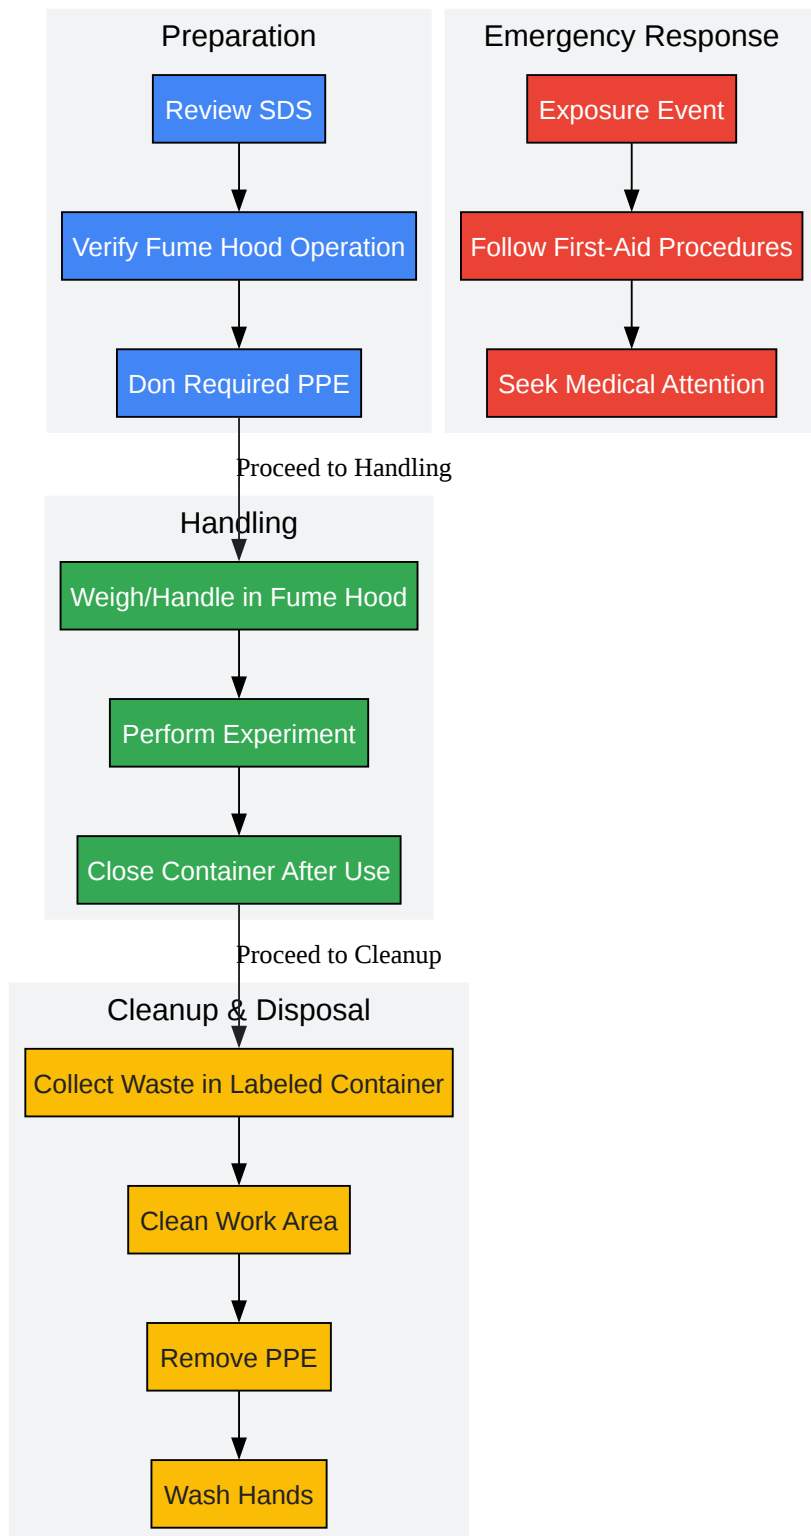 Preparation
Review SDS
Verify Fume Hood Operation
Don Required PPE
Emergency Response
Exposure Event
Follow First-Aid Procedures
Seek Medical Attention
Proceed to Handling
Handling
Weigh/Handle in Fume Hood
Perform Experiment
Close Container After Use
Proceed to Cleanup
Cleanup & Disposal
Collect Waste in Labeled Container
Clean Work Area
Remove PPE
Wash Hands